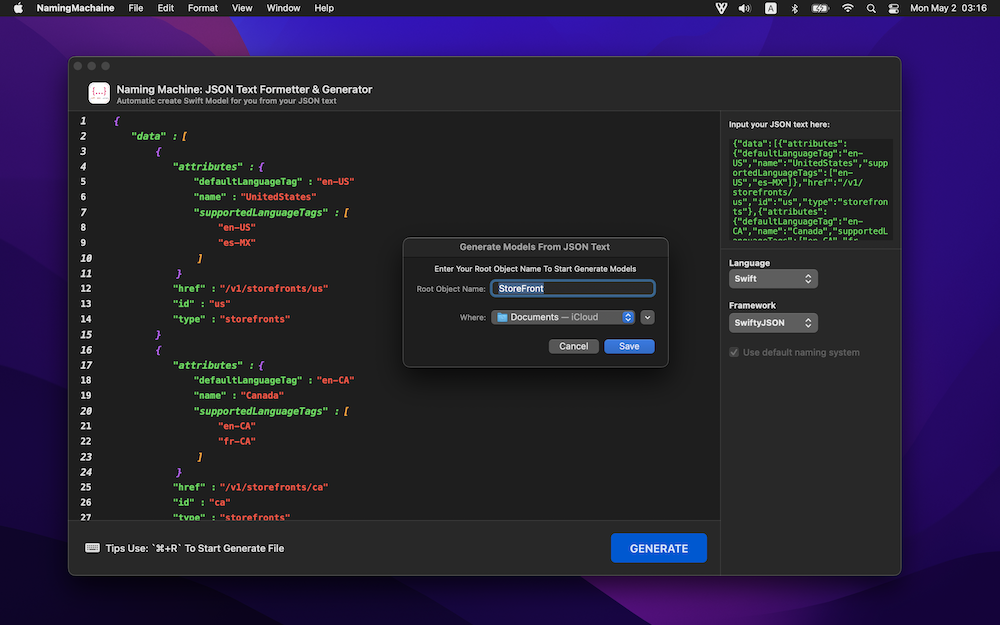 NamingMachaine File Edit Format View Window Help A Mon May 2 03:16
{...}
Naming Machine: JSON Text Formetter & Generator
Automatic create Swift Model for you from your JSON text
1 {
2 "data" : [
3 {
4 "attributes" : {
5 "defaultLanguageTag" : "en-US"
6 "name" : "UnitedStates"
7 "supportedLanguageTags" : [
8 "en-US"
9 "es-MX"
10 ]
11 }
12 "href" : "/v1/storefronts/us"
13 "id" : "us"
14 "type" : "storefronts"
15 }
16 {
17 "attributes" : {
18 "defaultLanguageTag" : "en-CA"
19 "name" : "Canada"
20 "supportedLanguageTags" : [
21 "en-CA"
22 "fr-CA"
23 ]
24 }
25 "href" : "/v1/storefronts/ca"
26 "id" : "ca"
27 "type" : "storefronts"
Tips Use: `⌘+R` To Start Generate File
GENERATE
Generate Models From JSON Text
Enter Your Root Object Name To Start Generate Models
Root Object Name: StoreFront
Where: Documents — iCloud
Cancel Save
Input your JSON text here:
{"data":[{"attributes":
{"defaultLanguageTag":"en-
US","name":"UnitedStates","supp
ortedLanguageTags":["en-
US","es-MX"]},"href":"/v1/
storefronts/
us","id":"us","type":"storefron
ts"},{"attributes":
{"defaultLanguageTag":"en-
CA","name":"Canada","supportedL
anguageTags":["en-CA","fr-
Language
Swift
Framework
SwiftyJSON
Use default naming system